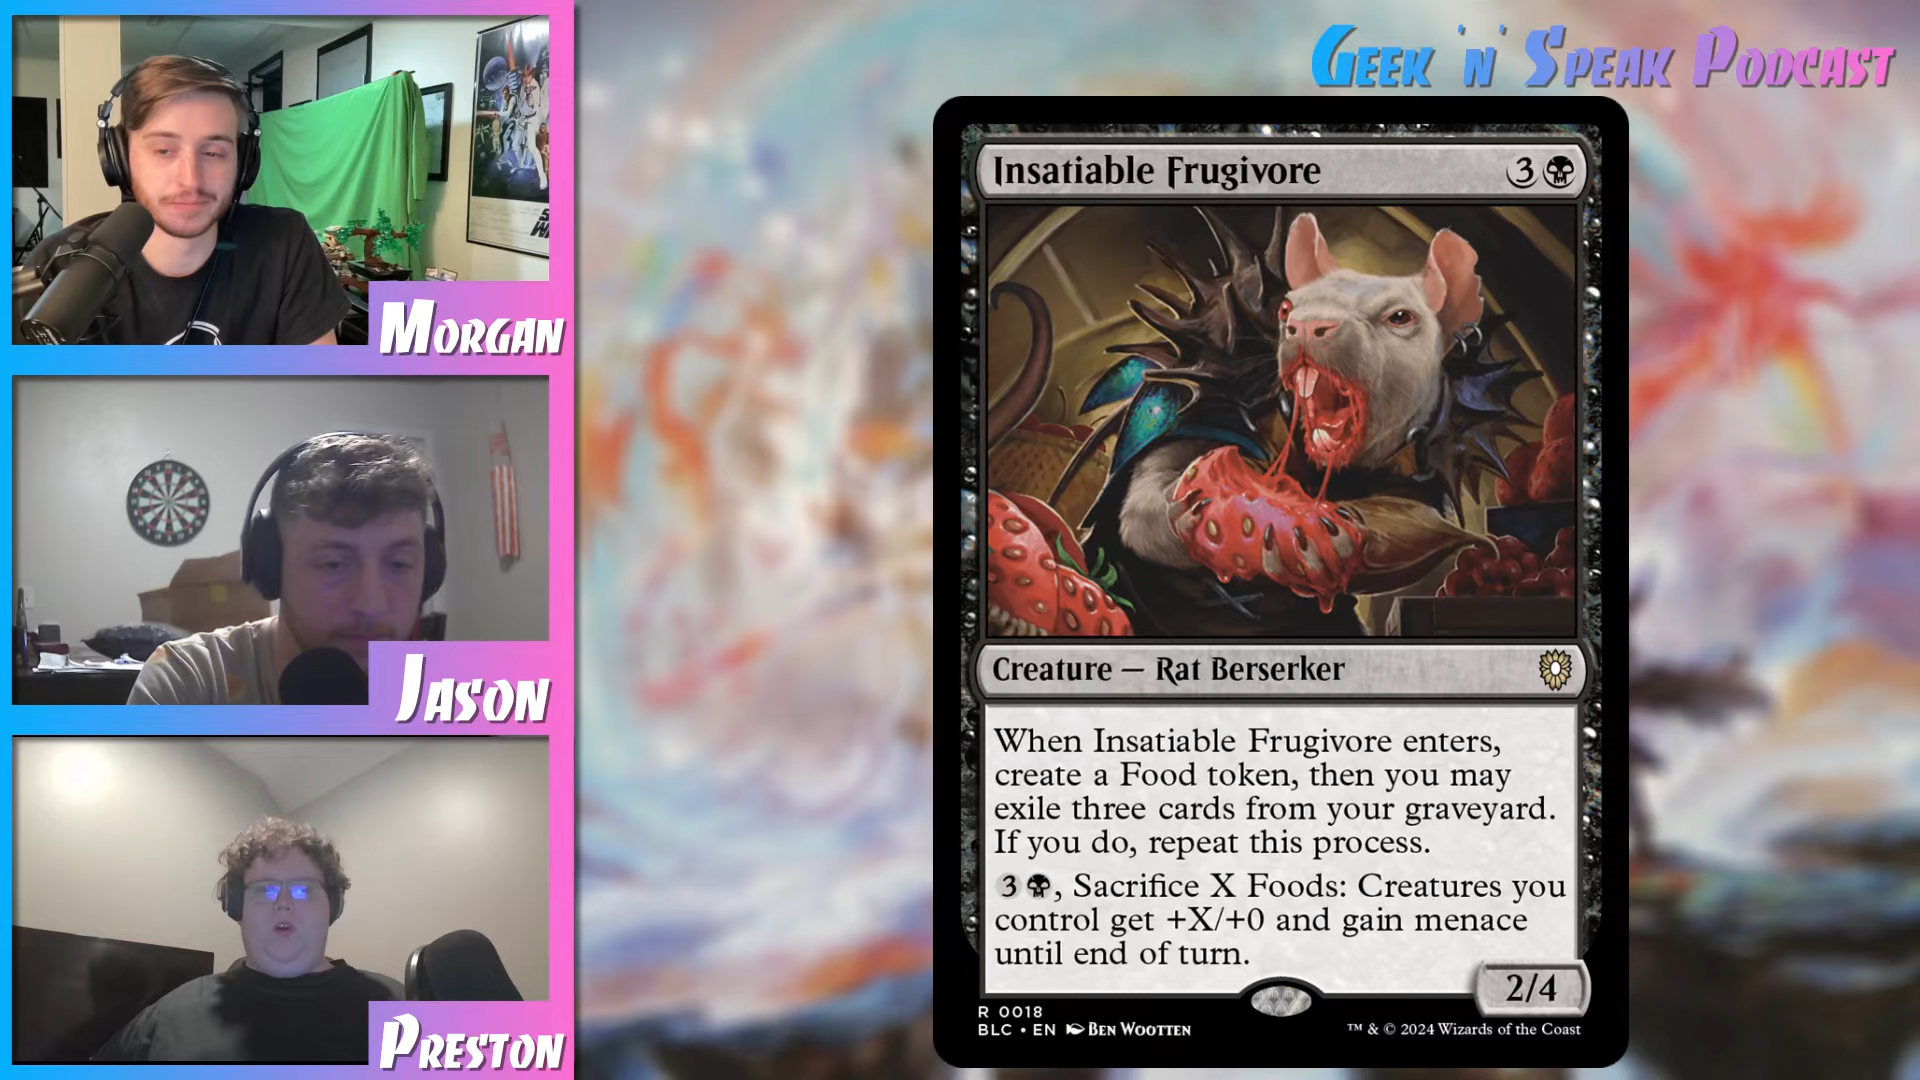 Geek 'n' Speak Podcast
Morgan
Jason
Preston
Insatiable Frugivore 3
Creature — Rat Berserker
When Insatiable Frugivore enters,
create a Food token, then you may
exile three cards from your graveyard.
If you do, repeat this process.
3, Sacrifice X Foods: Creatures you
control get +X/+0 and gain menace
until end of turn.
2/4
R 0018
BLC • EN Ben Wootten
™ & © 2024 Wizards of the Coast